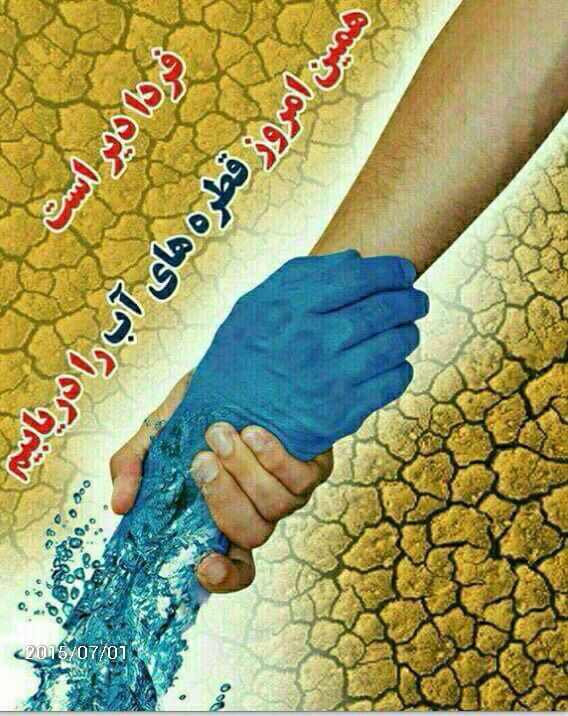 فردا دیر است
همین امروز قطره های آب را دریابیم
2015/07/01